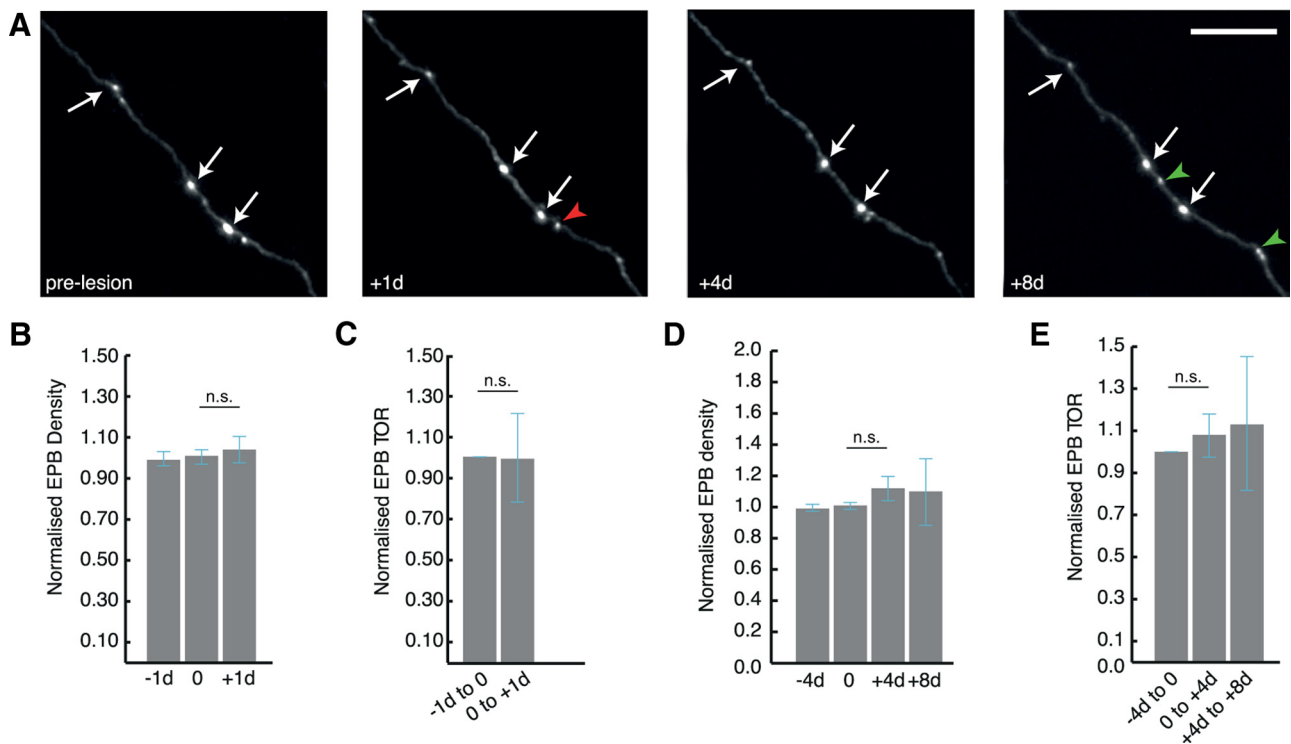 A
pre-lesion
+1d
+4d
+8d
B
Normalised EPB Density
1.50
1.30
1.10
0.90
0.70
0.50
0.30
0.10
n.s.
-1d
0
+1d
C
Normalised EPB TOR
1.50
1.30
1.10
0.90
0.70
0.50
0.30
0.10
n.s.
-1d to 0
0 to +1d
D
Normalised EPB density
2.0
1.8
1.6
1.4
1.2
1.0
0.8
0.6
0.4
0.2
0.0
n.s.
-4d
0
+4d
+8d
E
Normalised EPB TOR
1.5
1.3
1.1
0.9
0.7
0.5
0.3
0.1
0.0
n.s.
-4d to 0
0 to +4d
+4d to +8d